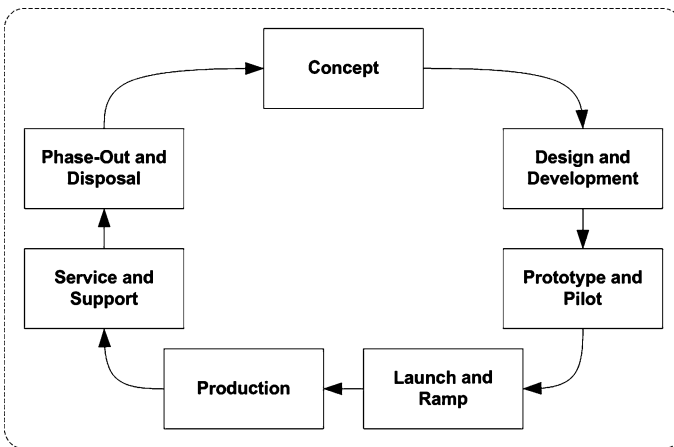 Concept
Design and
Development
Prototype and
Pilot
Launch and
Ramp
Production
Service and
Support
Phase-Out and
Disposal